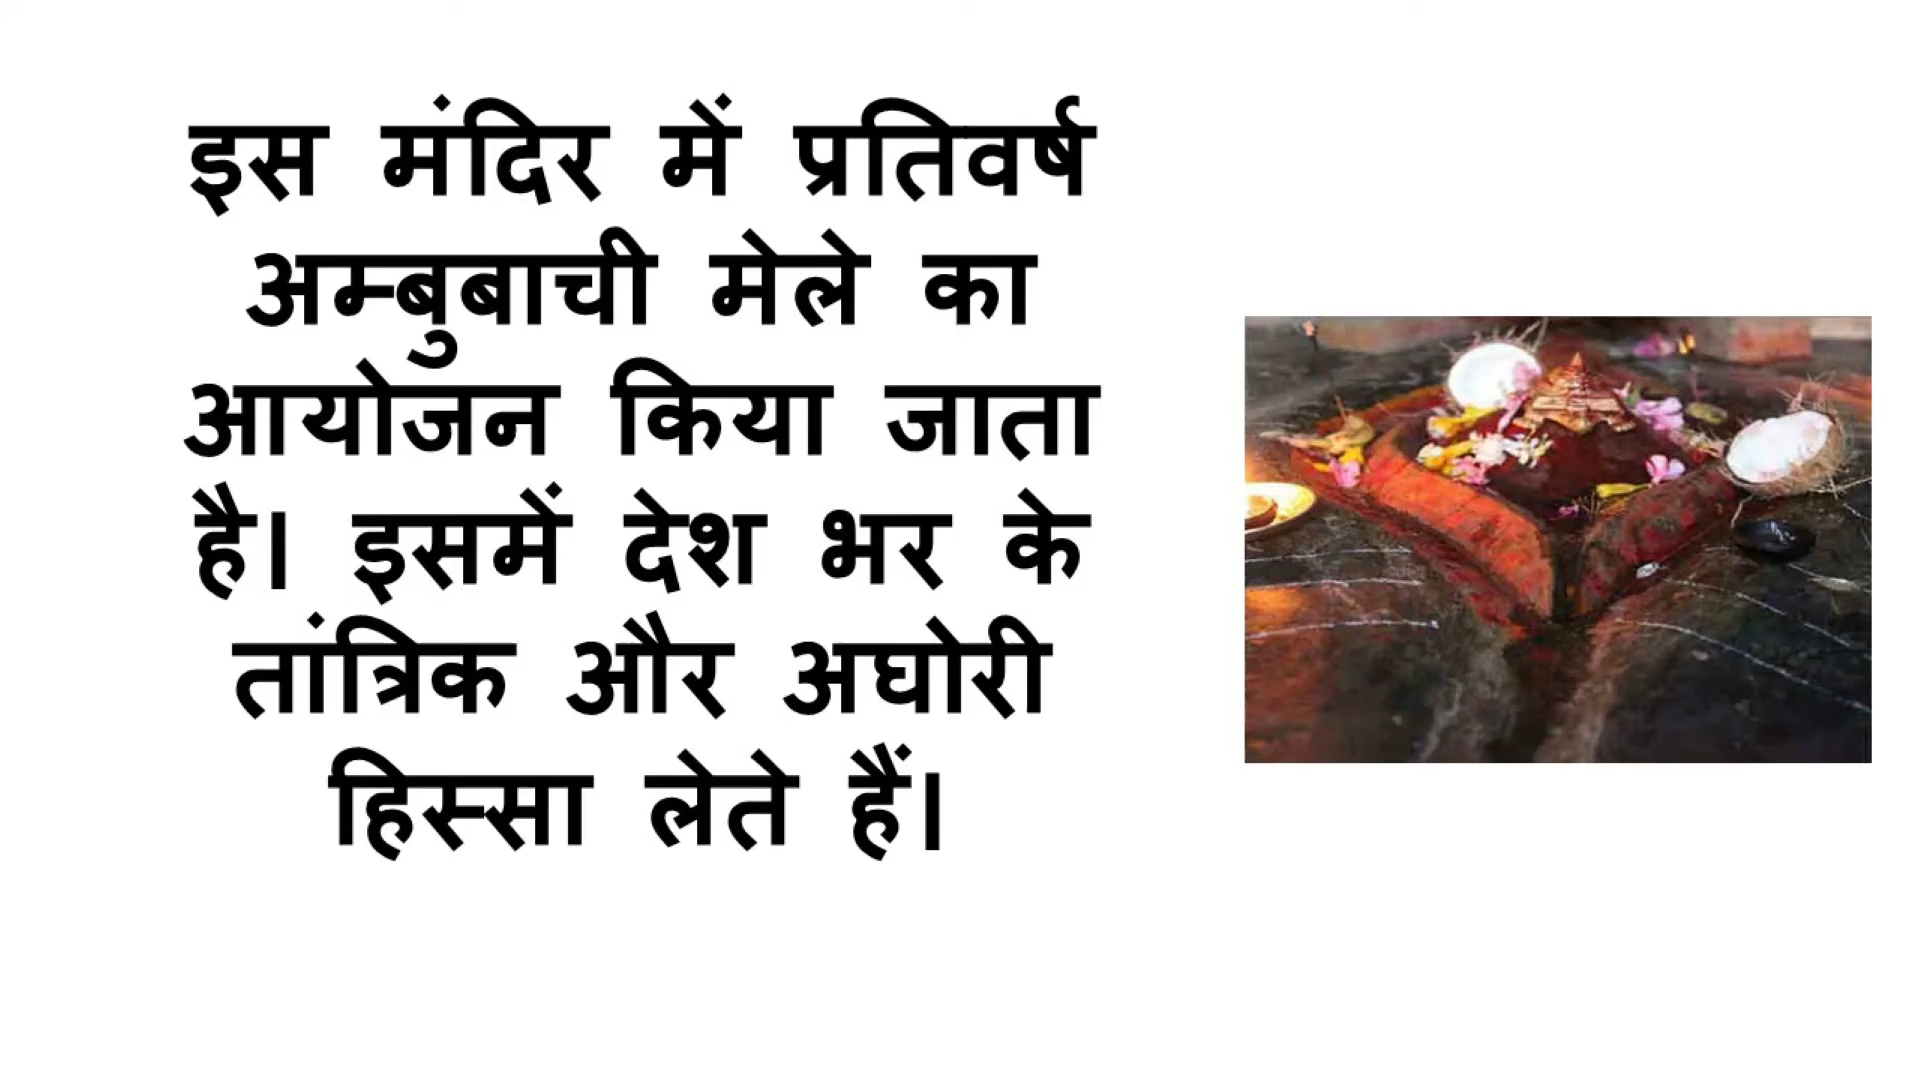 इस मंदिर में प्रतिवर्ष
अम्बुबाची मेले का
आयोजन किया जाता
है। इसमें देश भर के
तांत्रिक और अघोरी
हिस्सा लेते हैं।